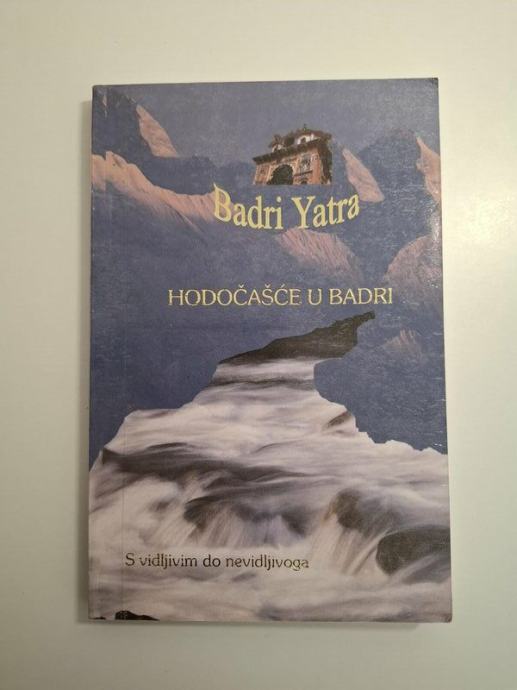 Badri Yatra
HODOČAŠĆE U BADRI
S vidljivim do nevidljivoga